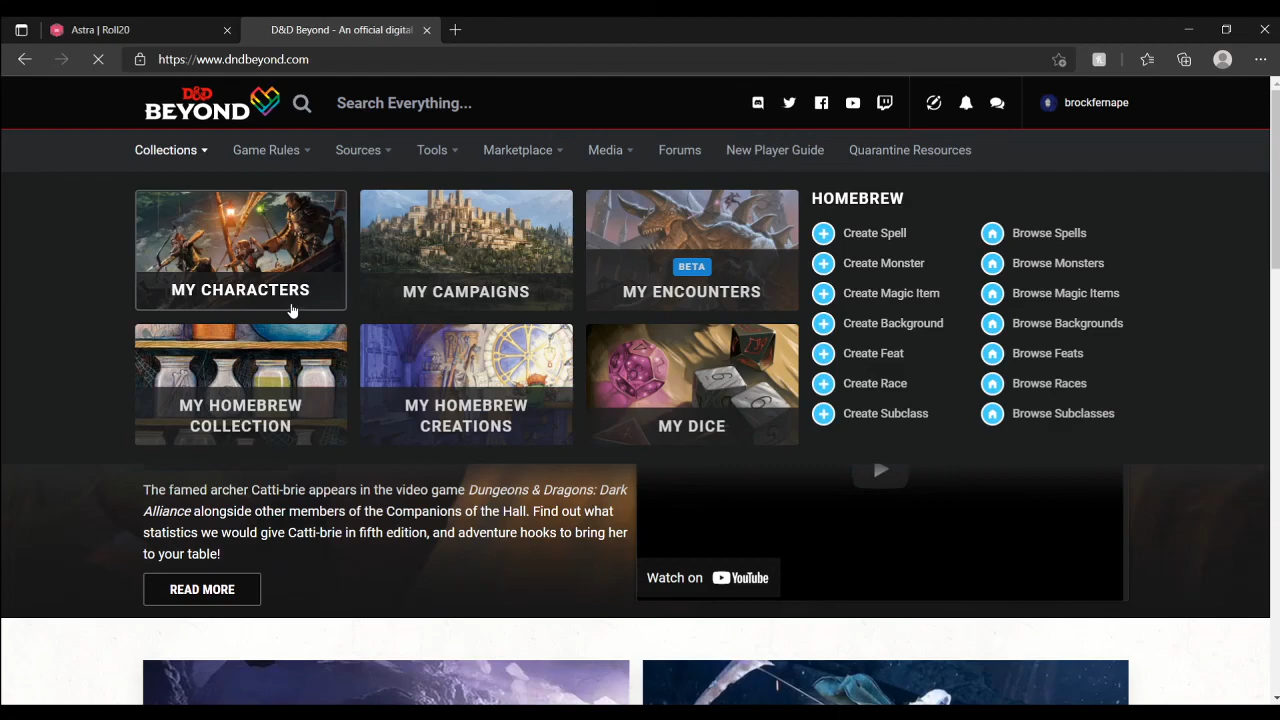 Astra | Roll20
D&D Beyond - An official digital
https://www.dndbeyond.com
D&D
BEYOND
Search Everything...
brockfernape
Collections
Game Rules
Sources
Tools
Marketplace
Media
Forums
New Player Guide
Quarantine Resources
MY CHARACTERS
MY CAMPAIGNS
BETA
MY ENCOUNTERS
MY HOMEBREW
COLLECTION
MY HOMEBREW
CREATIONS
MY DICE
HOMEBREW
Create Spell
Browse Spells
Create Monster
Browse Monsters
Create Magic Item
Browse Magic Items
Create Background
Browse Backgrounds
Create Feat
Browse Feats
Create Race
Browse Races
Create Subclass
Browse Subclasses
The famed archer Catti-brie appears in the video game Dungeons & Dragons: Dark
Alliance alongside other members of the Companions of the Hall. Find out what
statistics we would give Catti-brie in fifth edition, and adventure hooks to bring her
to your table!
READ MORE
Watch on YouTube